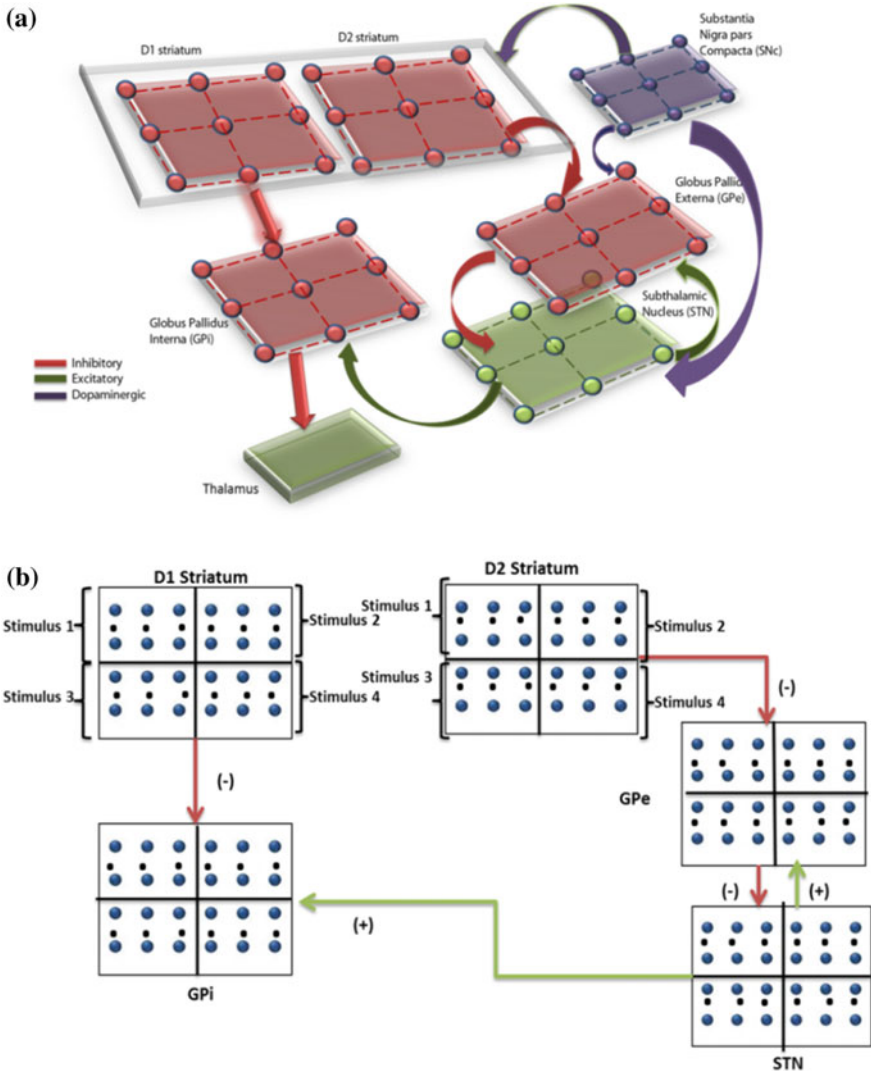 (a)
D1 striatum
D2 striatum
Substantia
Nigra pars
Compacta (SNc)
Globus Pallid
Externa (GPe)
Subthalamic
Nucleus (STN)
Globus Pallidus
Interna (GPi)
Inhibitory
Excitatory
Dopaminergic
Thalamus
(b)
D1 Striatum
D2 Striatum
Stimulus 1
Stimulus 2
Stimulus 1
Stimulus 2
Stimulus 3
Stimulus 4
Stimulus 3
Stimulus 4
(-)
(-)
GPe
(-)
(+)
(+)
GPi
STN